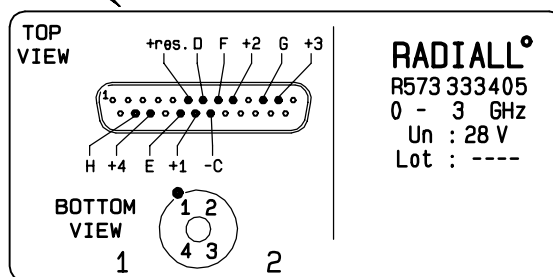 TOP
VIEW
+res. D F +2 G +3
1
H +4 E +1 -C
BOTTOM
VIEW
1 2
4 3
1 2
RADIALL°
R573 333405
0 - 3 GHz
Un : 28 V
Lot : ----